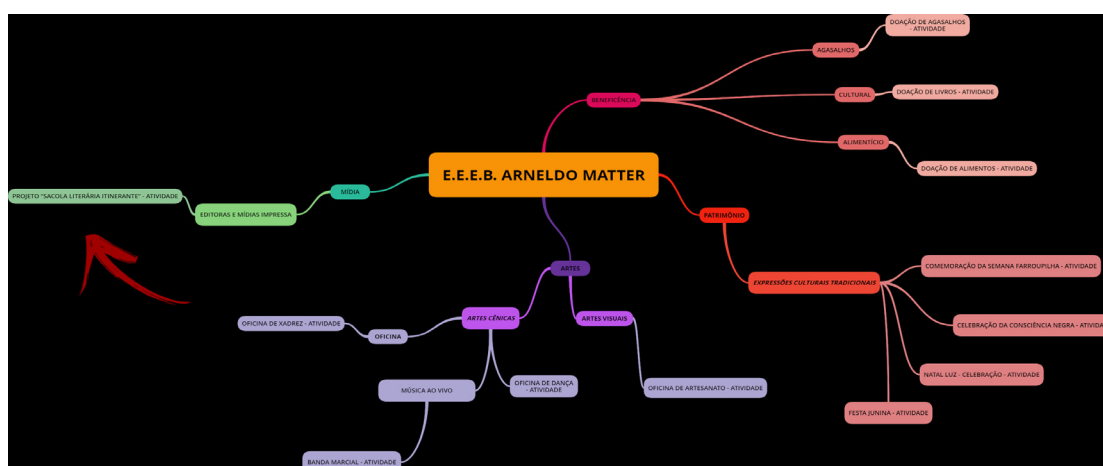 DOAÇÃO DE AGASALHOS
- ATIVIDADE
AGASALHOS
CULTURAL
DOAÇÃO DE LIVROS - ATIVIDADE
BENEFICÊNCIA
ALIMENTÍCIO
DOAÇÃO DE ALIMENTOS - ATIVIDADE
E.E.E.B. ARNELDO MATTER
MÍDIA
PROJETO "SACOLA LITERÁRIA ITINERANTE" - ATIVIDADE
EDITORAS E MÍDIAS IMPRESSA
PATRIMÔNIO
EXPRESSÕES CULTURAIS TRADICIONAIS
COMEMORAÇÃO DA SEMANA FARROUPILHA - ATIVIDADE
CELEBRAÇÃO DA CONSCIÊNCIA NEGRA - ATIVIDA
NATAL LUZ - CELEBRAÇÃO - ATIVIDADE
FESTA JUNINA - ATIVIDADE
ARTES
ARTES CÊNICAS
ARTES VISUAIS
OFICINA DE XADREZ - ATIVIDADE
OFICINA
MÚSICA AO VIVO
OFICINA DE DANÇA
- ATIVIDADE
OFICINA DE ARTESANATO - ATIVIDADE
BANDA MARCIAL - ATIVIDADE